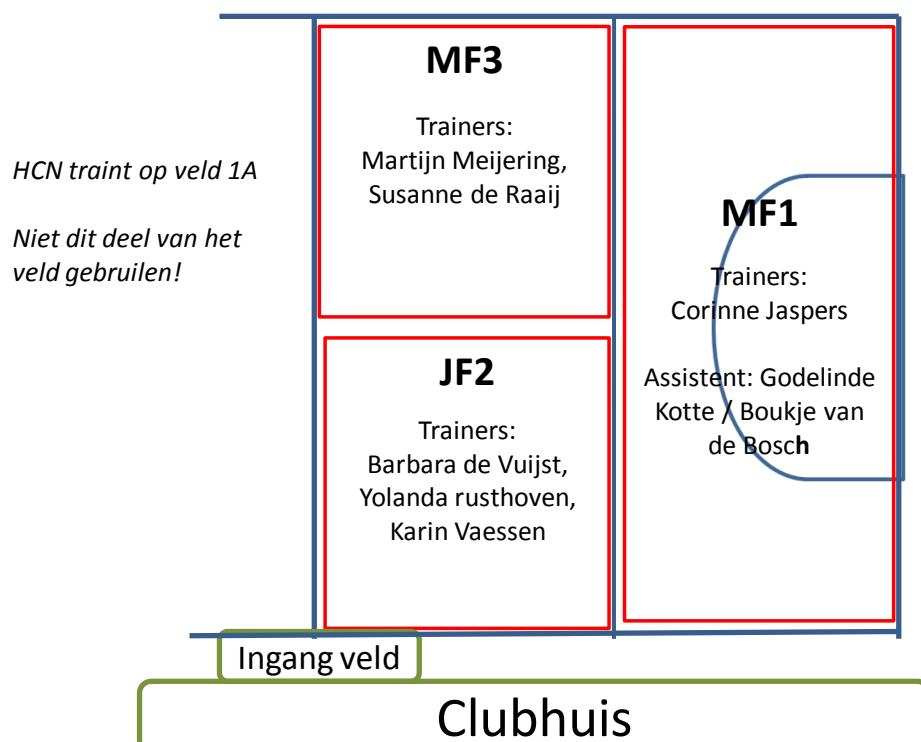 HCN traint op veld 1A
Niet dit deel van het
veld gebruilen!
MF3
Trainers:
Martijn Meijering,
Susanne de Raaij
JF2
Trainers:
Barbara de Vuijst,
Yolanda rusthoven,
Karin Vaessen
MF1
Trainers:
Corinne Jaspers
Assistent: Godelinde
Kotte / Boukje van
de Bosch
Ingang veld
Clubhuis